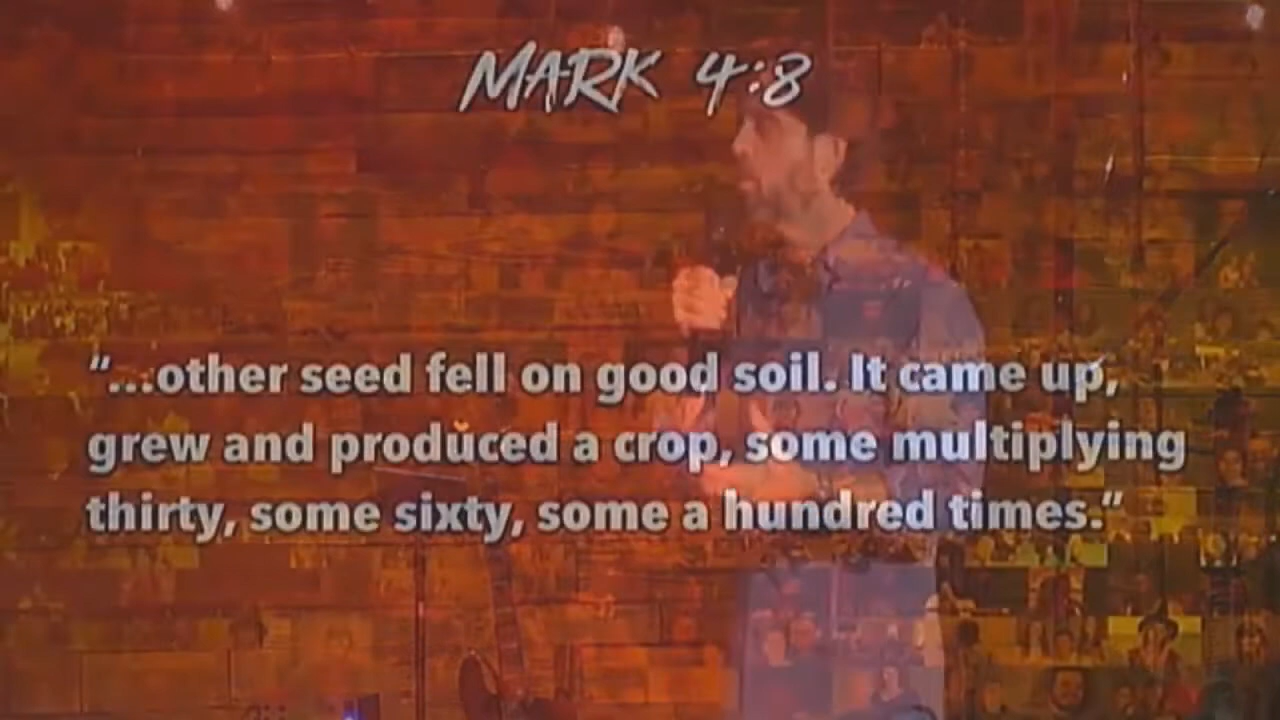 MARK 4:8
“...other seed fell on good soil. It came up,
grew and produced a crop, some multiplying
thirty, some sixty, some a hundred times.”